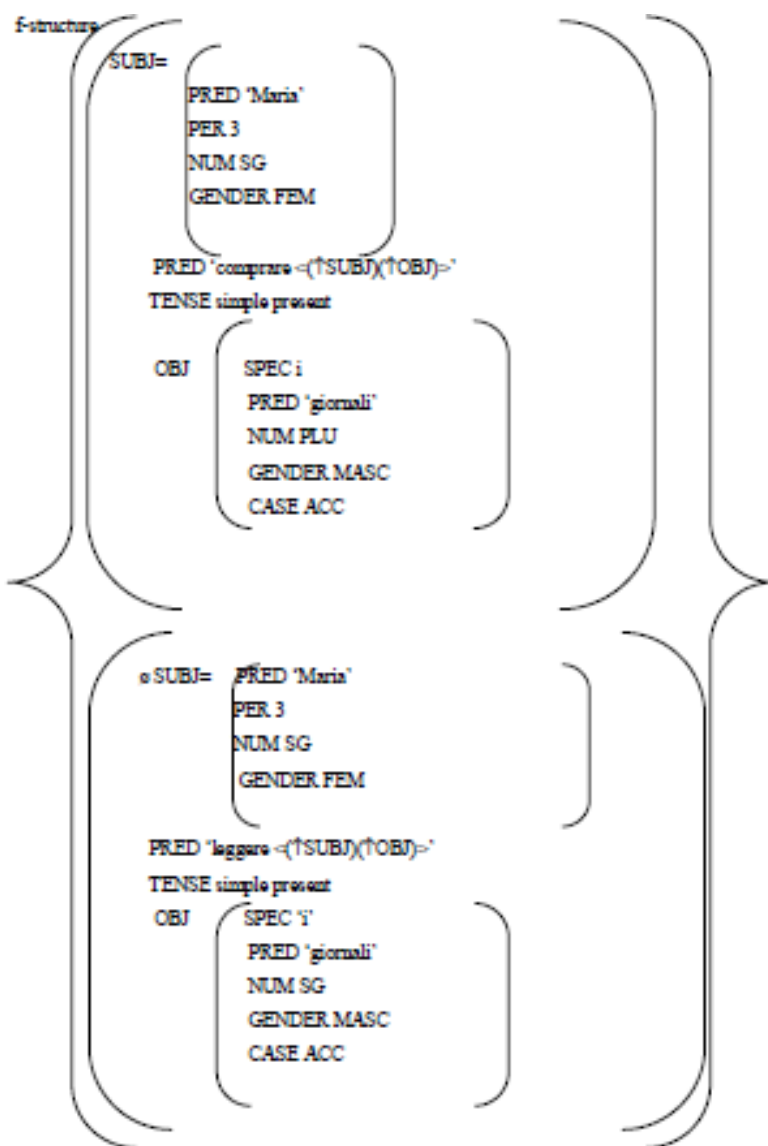 f-structure
SUBJ=
PRED ‘Maria’
PER 3
NUM SG
GENDER FEM
PRED ‘comprare <(↑SUBJ)(↑OBJ)>’
TENSE simple present
OBJ SPEC i
PRED ‘giornali’
NUM PLU
GENDER MASC
CASE ACC
e SUBJ= PRED ‘Maria’
PER 3
NUM SG
GENDER FEM
PRED ‘leggere <(↑SUBJ)(↑OBJ)>’
TENSE simple present
OBJ SPEC ‘i’
PRED ‘giornali’
NUM SG
GENDER MASC
CASE ACC